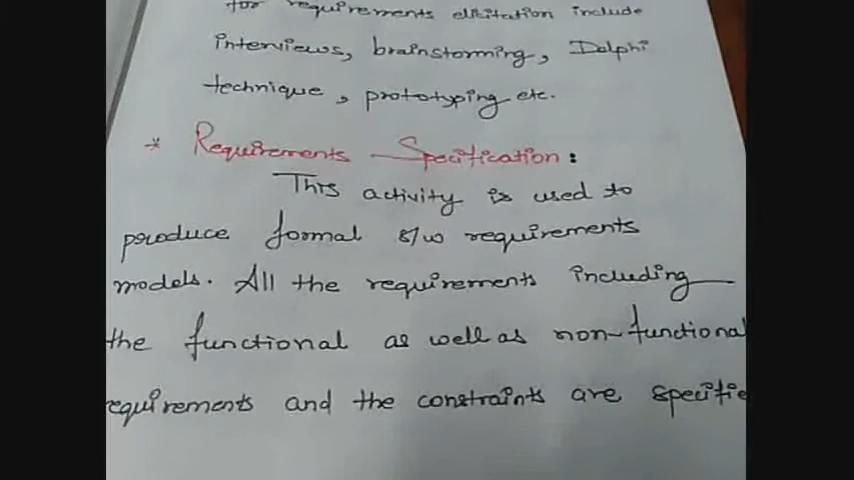 for requirements elicitation include
interviews, brainstorming, Delphi
technique, prototyping etc.
* Requirements Specification:
This activity is used to
produce formal s/w requirements
models. All the requirements including
the functional as well as non-functional
requirements and the constraints are specifie